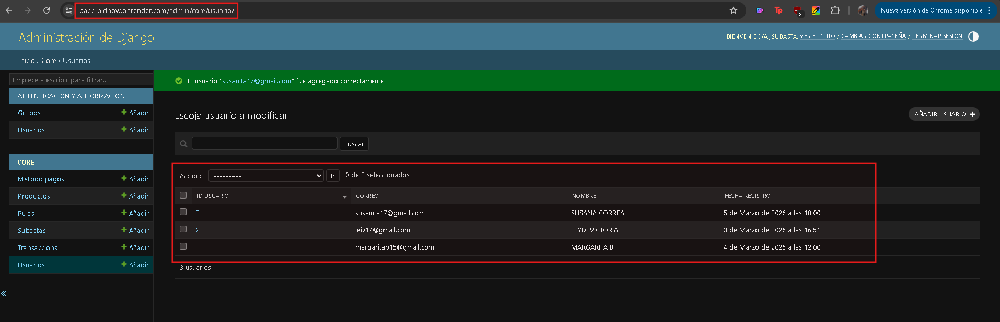 back-bidnow.onrender.com/admin/core/usuario/
Tp
2
Nueva versión de Chrome disponible
Administración de Django
BIENVENIDO/A, SUBASTA. VER EL SITIO / CAMBIAR CONTRASEÑA / TERMINAR SESIÓN
Inicio › Core › Usuarios
Empiece a escribir para filtrar...
El usuario “susanita17@gmail.com” fue agregado correctamente.
AUTENTICACIÓN Y AUTORIZACIÓN
Grupos + Añadir
Usuarios + Añadir
CORE
Metodo pagos + Añadir
Productos + Añadir
Pujas + Añadir
Subastas + Añadir
Transaccions + Añadir
Usuarios + Añadir
«
Escoja usuario a modificar
AÑADIR USUARIO +
Buscar
Acción: --------- Ir 0 de 3 seleccionados
ID USUARIO CORREO NOMBRE FECHA REGISTRO
3 susanita17@gmail.com SUSANA CORREA 5 de Marzo de 2026 a las 18:00
2 leiv17@gmail.com LEYDI VICTORIA 3 de Marzo de 2026 a las 16:51
1 margaritab15@gmail.com MARGARITA B 4 de Marzo de 2026 a las 12:00
3 usuarios